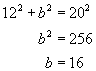 12² + b² = 20²
b² = 256
b = 16